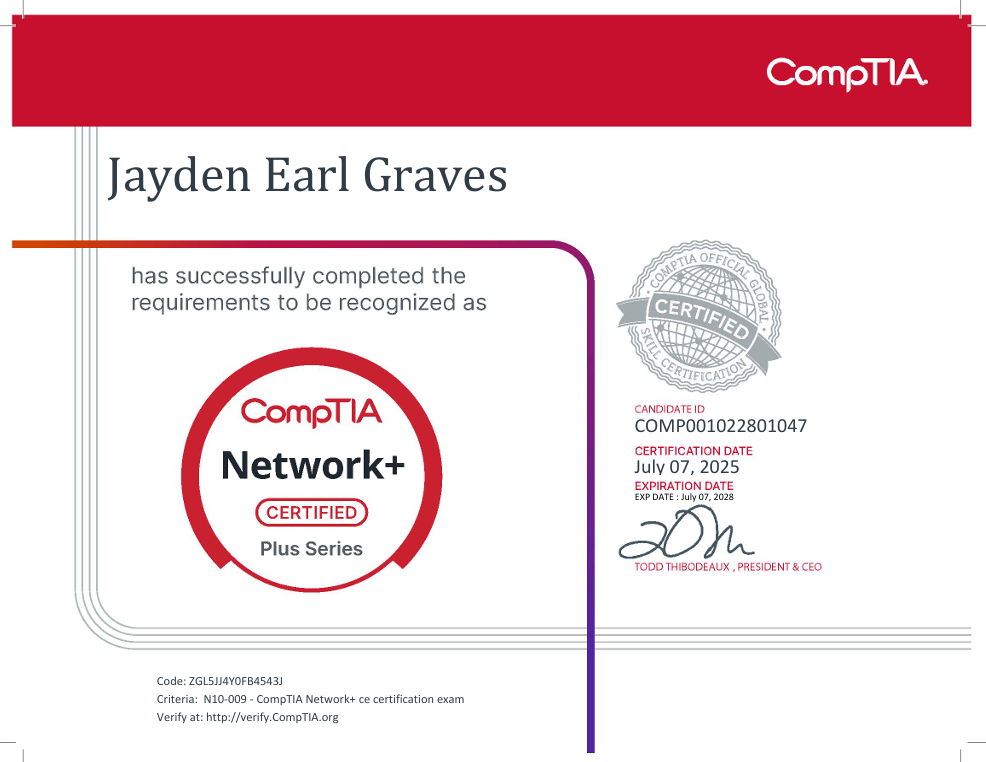 CompTIA.
Jayden Earl Graves
has successfully completed the
requirements to be recognized as
COMPTIA OFFICIAL GLOBAL
CERTIFIED
SKILL CERTIFICATION
CompTIA
Network+
CERTIFIED
Plus Series
CANDIDATE ID
COMP001022801047
CERTIFICATION DATE
July 07, 2025
EXPIRATION DATE
EXP DATE : July 07, 2028
TODD THIBODEAUX , PRESIDENT & CEO
Code: ZGL5JJ4Y0FB4543J
Criteria:  N10-009 - CompTIA Network+ ce certification exam
Verify at: http://verify.CompTIA.org